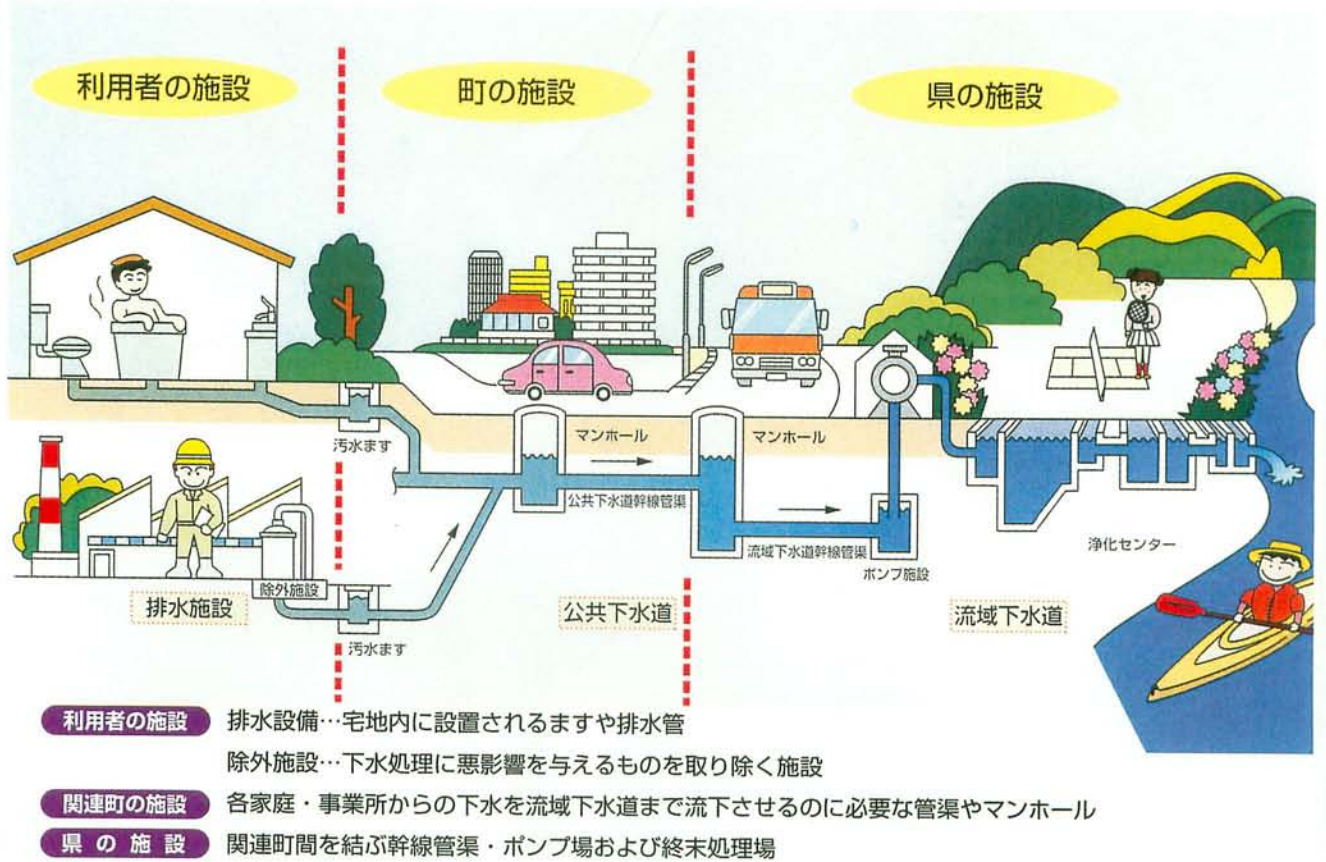 利用者の施設
町の施設
県の施設
汚水ます
マンホール
マンホール
公共下水道幹線管渠
流域下水道幹線管渠
ポンプ施設
浄化センター
除外施設
排水施設
公共下水道
流域下水道
汚水ます
利用者の施設 排水設備…宅地内に設置されるますや排水管
除外施設…下水処理に悪影響を与えるものを取り除く施設
関連町の施設 各家庭・事業所からの下水を流域下水道まで流下させるのに必要な管渠やマンホール
県の施設 関連町間を結ぶ幹線管渠・ポンプ場および終末処理場